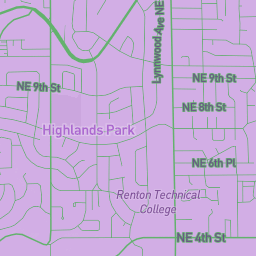 Lynnwood Ave NE
NE 9th St
NE 9th St
NE 8th St
Highlands Park
NE 6th Pl
Renton Technical
College
NE 4th St